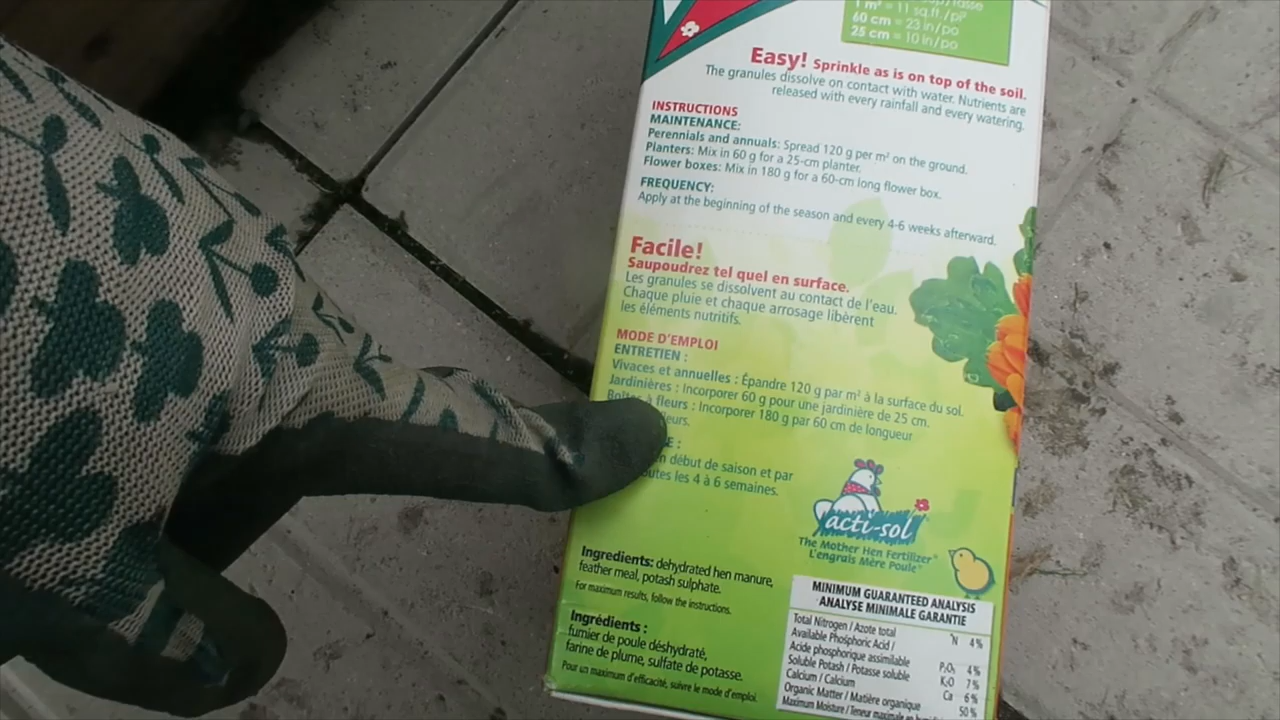 1 m² = 11 sq.ft./pi²
60 cm = 23 in/po
25 cm = 10 in/po
Easy! Sprinkle as is on top of the soil.
The granules dissolve on contact with water. Nutrients are
released with every rainfall and every watering.
INSTRUCTIONS
MAINTENANCE:
Perennials and annuals: Spread 120 g per m² on the ground.
Planters: Mix in 60 g for a 25-cm planter.
Flower boxes: Mix in 180 g for a 60-cm long flower box.
FREQUENCY:
Apply at the beginning of the season and every 4-6 weeks afterward.
Facile!
Saupoudrez tel quel en surface.
Les granules se dissolvent au contact de l'eau.
Chaque pluie et chaque arrosage libèrent
les éléments nutritifs.
MODE D'EMPLOI
ENTRETIEN :
Vivaces et annuelles : Épandre 120 g par m² à la surface du sol.
Jardinières : Incorporer 60 g pour une jardinière de 25 cm.
à fleurs : Incorporer 180 g par 60 cm de longueur
début de saison et par
les 4 à 6 semaines.
acti-sol
The Mother Hen Fertilizer
L'engrais Mère Poule
Ingredients: dehydrated hen manure,
feather meal, potash sulphate.
For maximum results, follow the instructions.
Ingrédients :
fumier de poule déshydraté,
farine de plume, sulfate de potasse.
Pour un maximum d'efficacité, suivre le mode d'emploi.
MINIMUM GUARANTEED ANALYSIS
ANALYSE MINIMALE GARANTIE
Total Nitrogen / Azote total N 4%
Available Phosphoric Acid /
Acide phosphorique assimilable P₂O₅ 4%
Soluble Potash / Potasse soluble K₂O 7%
Calcium / Calcium Ca 6%
Organic Matter / Matière organique 50%
Maximum Moisture / Teneur maximale en